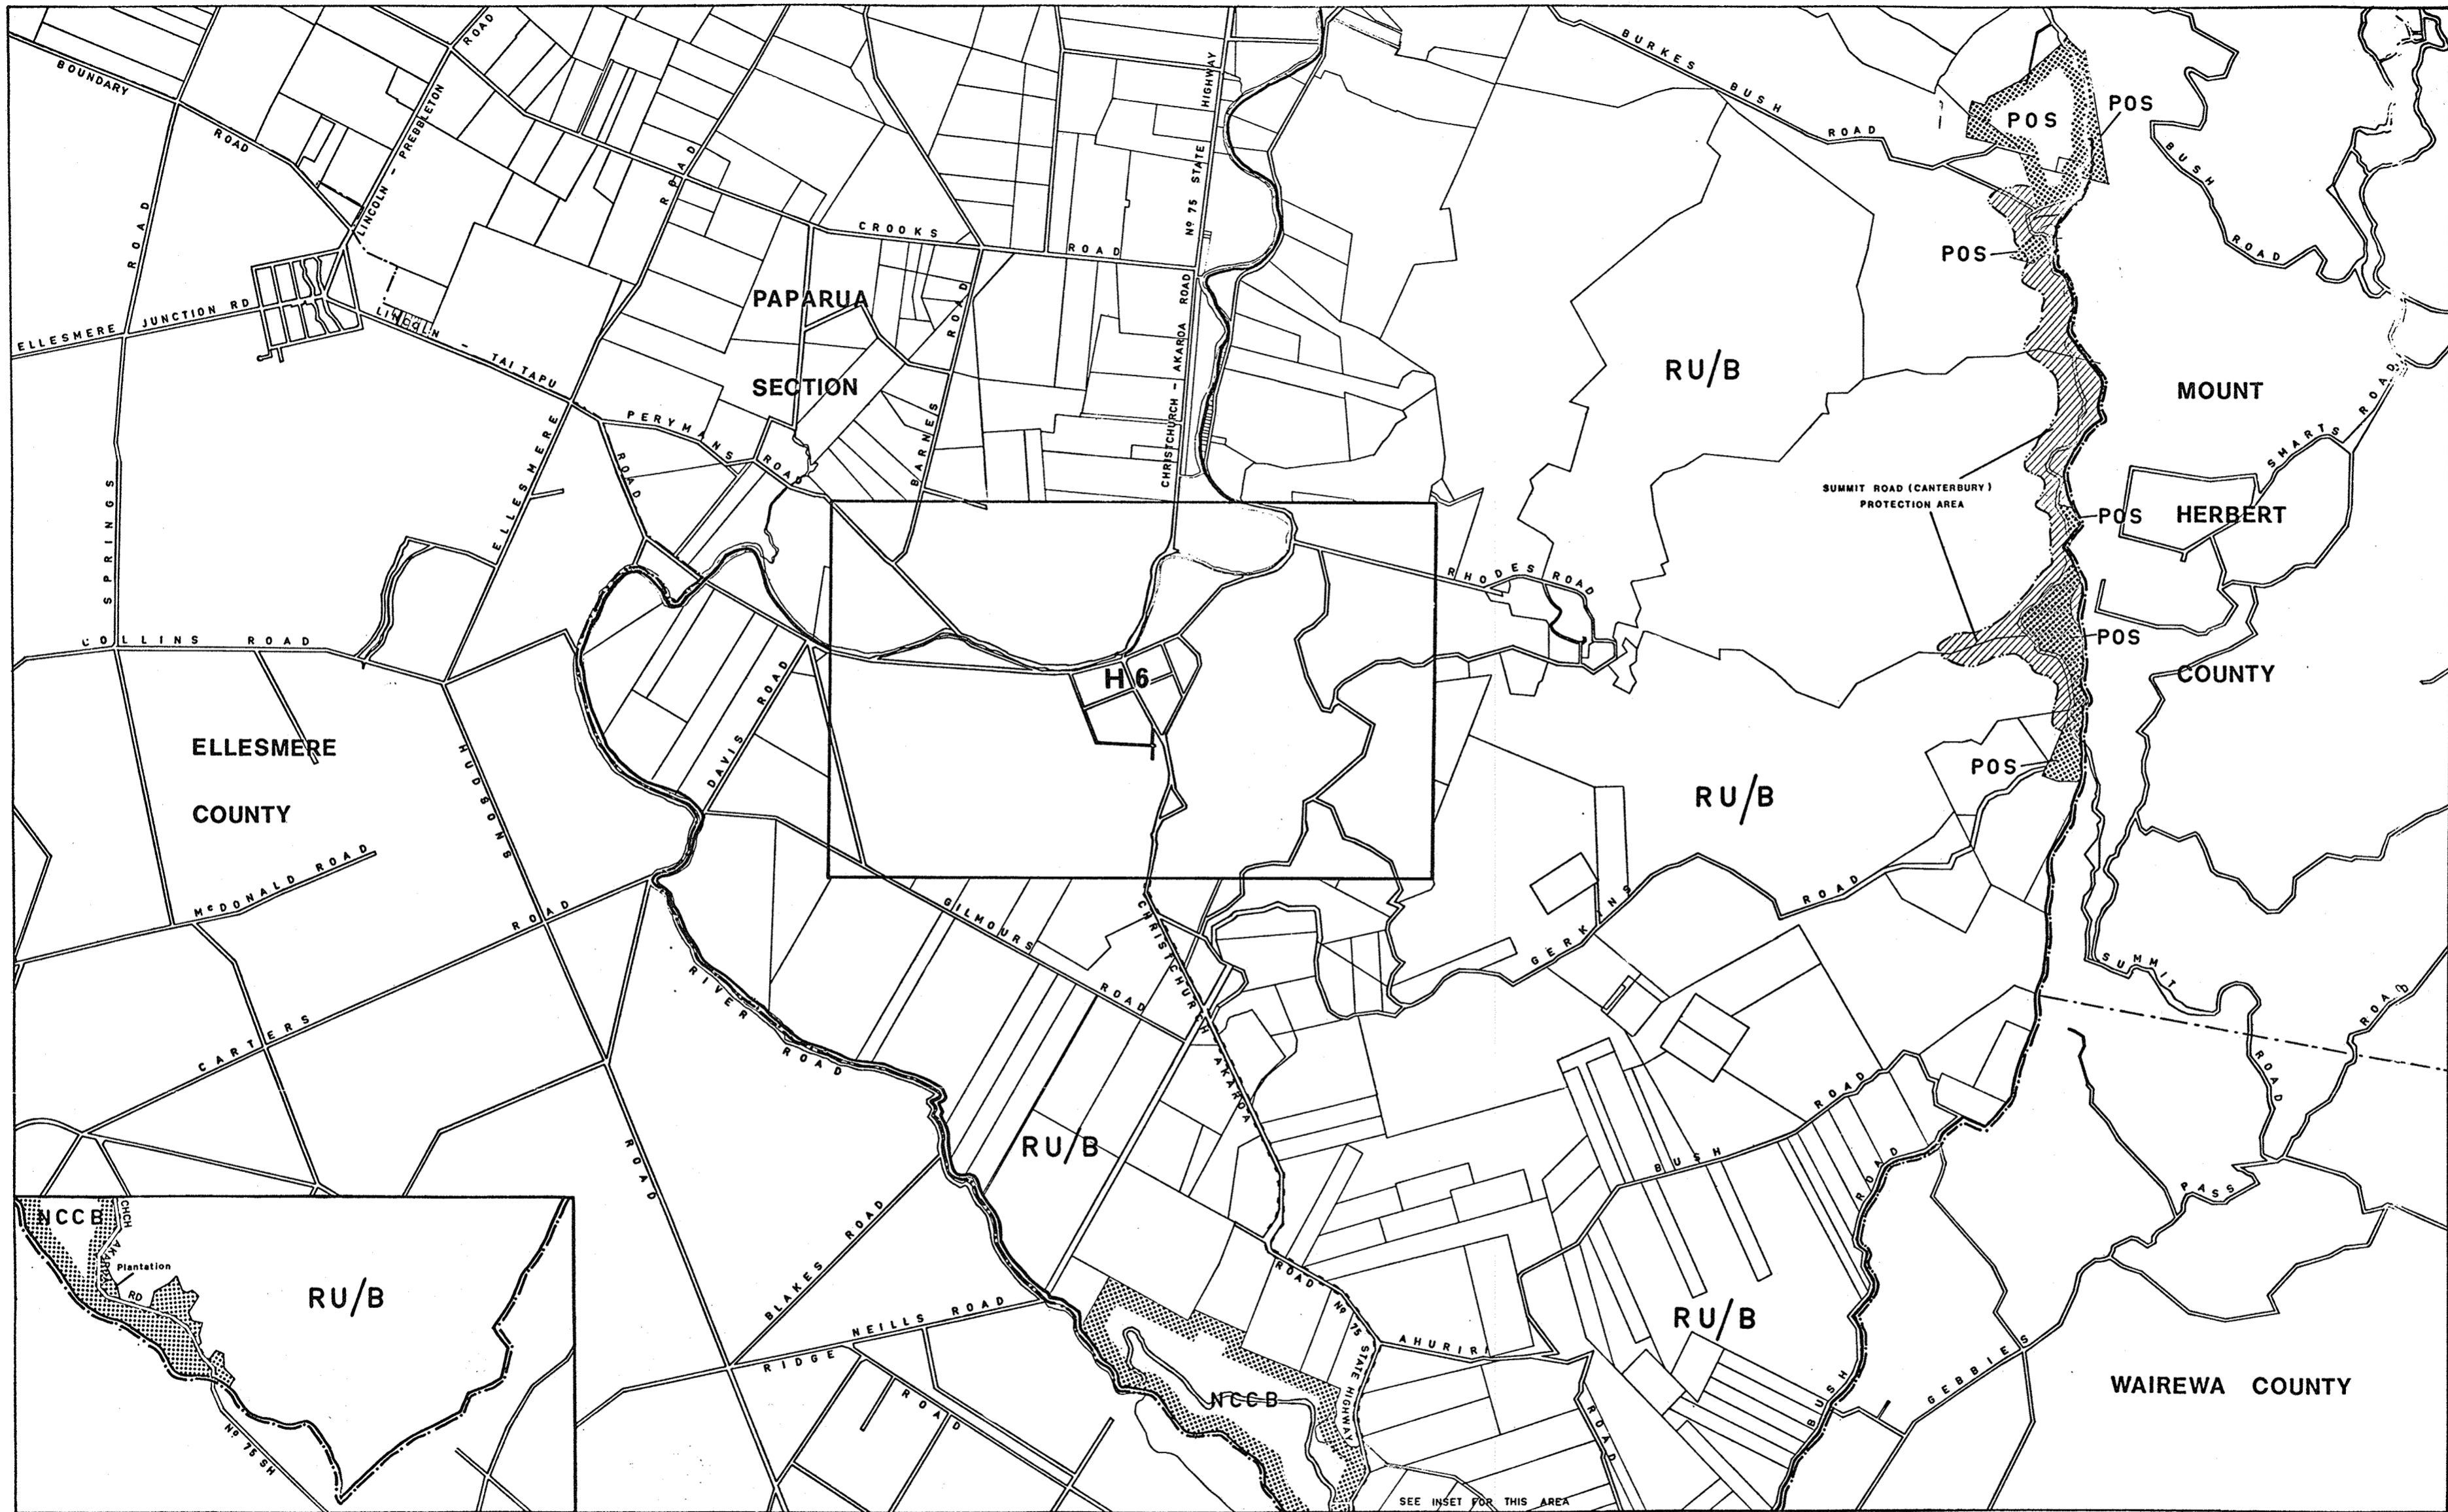 BOUNDARY
ROAD
ROAD
LINCOLN - PREBBLETON
ROAD
ROAD
CROOKS
ROAD
Nº 75 STATE HIGHWAY
CHRISTCHURCH - AKAROA ROAD
BURKES BUSH
ROAD
POS
POS
POS
BUSH
ROAD
ELLESMERE JUNCTION RD
LINCOLN - TAI TAPU
ROAD
PERYMANS
ROAD
PAPARUA
SECTION
BARNES
ROAD
RU/B
MOUNT
HERBERT
COUNTY
SMARTS ROAD
SUMMIT ROAD (CANTERBURY)
PROTECTION AREA
POS
POS
POS
SPRINGS
ELLESMERE
COLLINS ROAD
RHODES ROAD
H 6
DAVIS ROAD
ELLESMERE
COUNTY
HUDSONS
ROAD
McDONALD ROAD
ROAD
CARTERS
RU/B
GERKINS
ROAD
GILMOURS
ROAD
CHRISTCHURCH
AKAROA
ROAD
Nº 75
STATE HIGHWAY
RIVER
ROAD
SUMMIT
ROAD
ROAD
PASS
GEBBIES
RU/B
BUSH
ROAD
ROAD
BUSH
RU/B
BLAKES ROAD
NEILLS ROAD
RIDGE
ROAD
AHURIRI
ROAD
NCCB
WAIREWA COUNTY
SEE INSET FOR THIS AREA
NCCB
CHCH
AKAROA
RD
Plantation
RU/B
Nº 75 SH